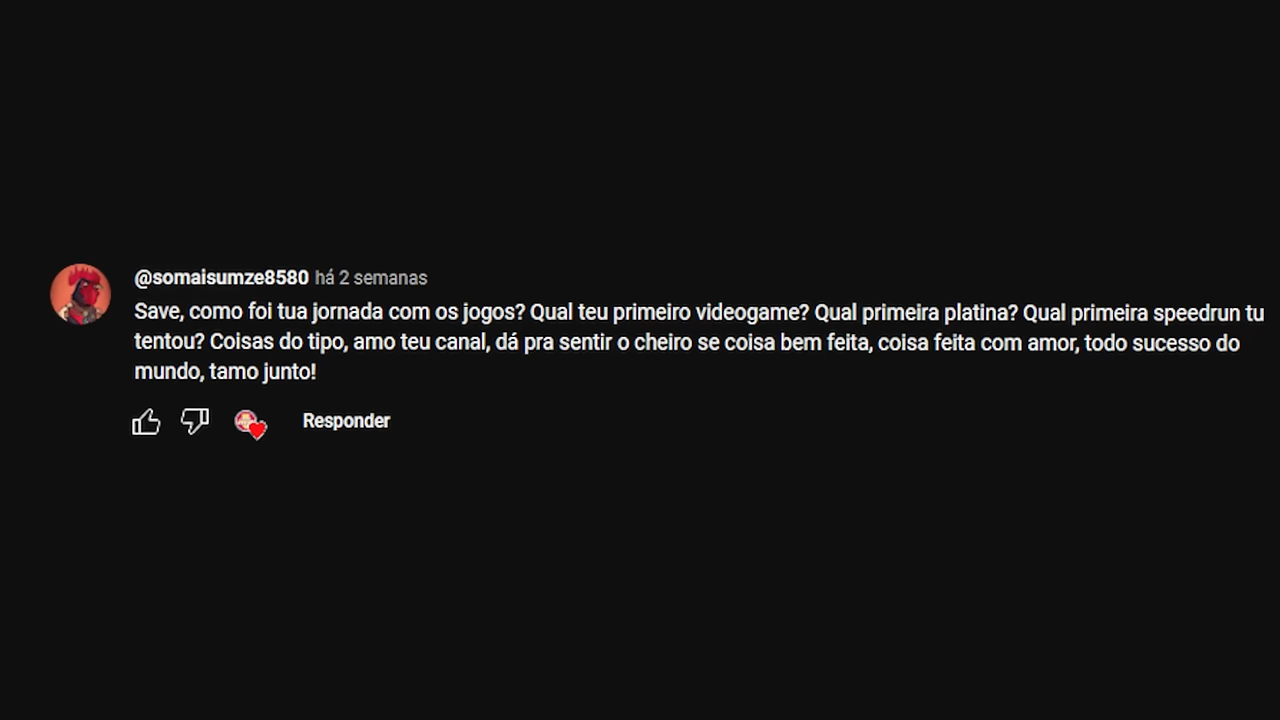 @somaisumze8580 há 2 semanas
Save, como foi tua jornada com os jogos? Qual teu primeiro videogame? Qual primeira platina? Qual primeira speedrun tu
tentou? Coisas do tipo, amo teu canal, dá pra sentir o cheiro se coisa bem feita, coisa feita com amor, todo sucesso do
mundo, tamo junto!
Responder